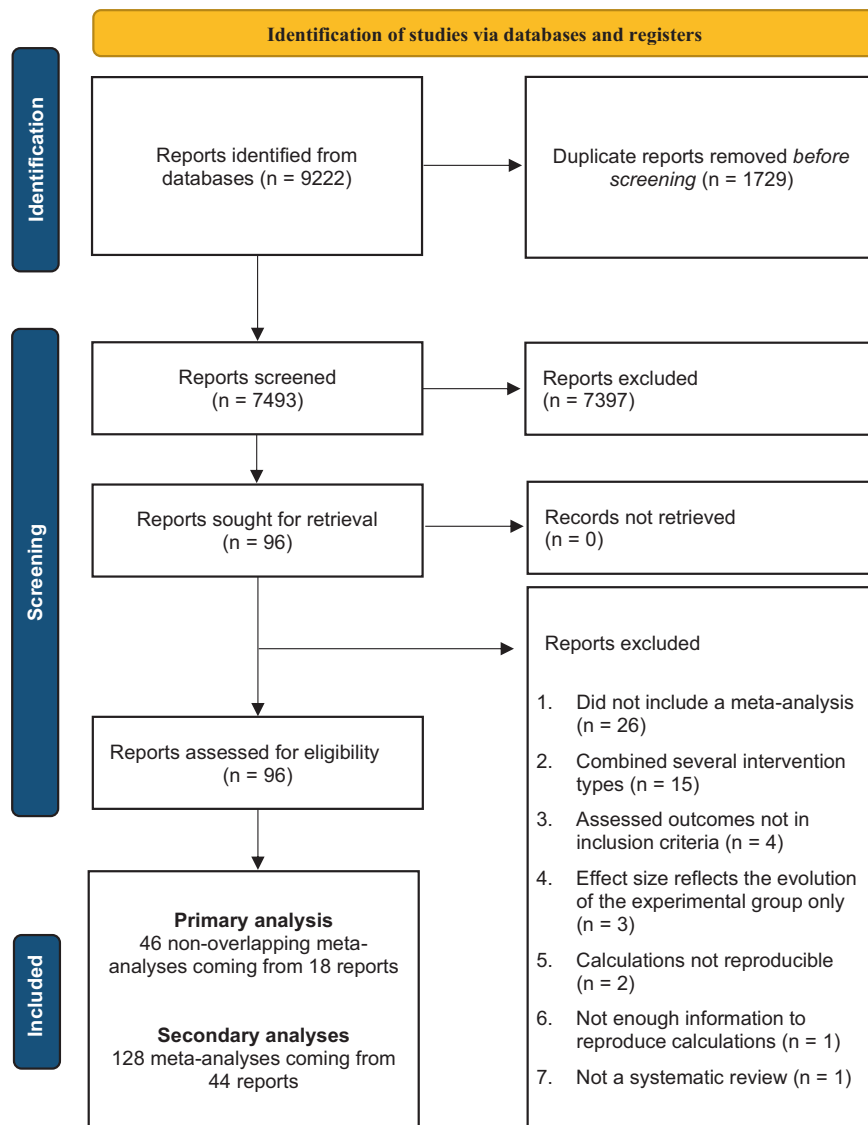 Identification of studies via databases and registers
Identification
Reports identified from
databases (n = 9222)
Duplicate reports removed before
screening (n = 1729)
Screening
Reports screened
(n = 7493)
Reports excluded
(n = 7397)
Reports sought for retrieval
(n = 96)
Records not retrieved
(n = 0)
Reports assessed for eligibility
(n = 96)
Reports excluded
1. Did not include a meta-analysis
(n = 26)
2. Combined several intervention
types (n = 15)
3. Assessed outcomes not in
inclusion criteria (n = 4)
4. Effect size reflects the evolution
of the experimental group only
(n = 3)
5. Calculations not reproducible
(n = 2)
6. Not enough information to
reproduce calculations (n = 1)
7. Not a systematic review (n = 1)
Included
Primary analysis
46 non-overlapping meta-
analyses coming from 18 reports
Secondary analyses
128 meta-analyses coming from
44 reports